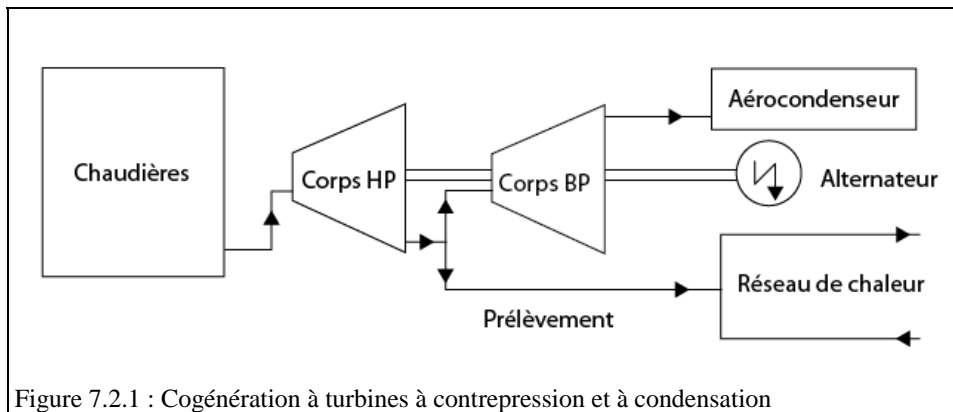 Chaudières
Corps HP
Corps BP
Aérocondenseur
Alternateur
Réseau de chaleur
Prélèvement
Figure 7.2.1 : Cogénération à turbines à contrepression et à condensation